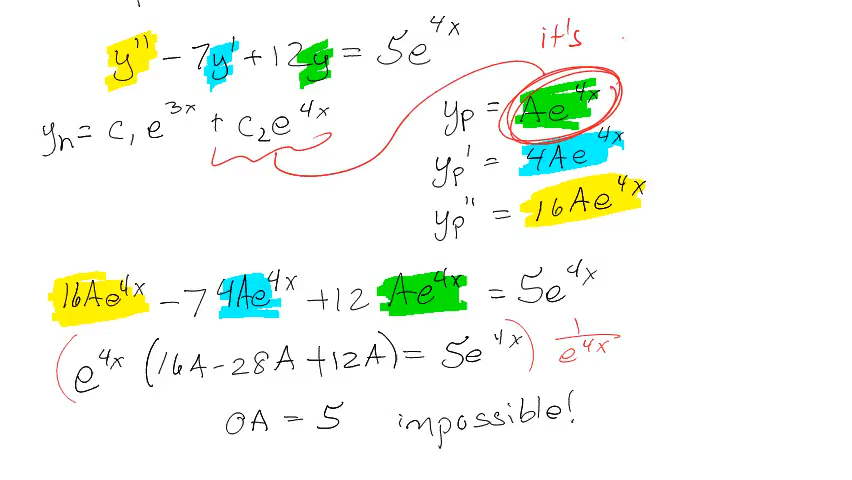 y'' - 7y' + 12y = 5e^{4x}
it's
y_h = c_1 e^{3x} + c_2 e^{4x}
y_p = Ae^{4x}
y_p' = 4Ae^{4x}
y_p'' = 16Ae^{4x}
16Ae^{4x} - 7 4Ae^{4x} + 12 Ae^{4x} = 5e^{4x}
(e^{4x} (16A - 28A + 12A) = 5e^{4x}) \frac{1}{e^{4x}}
0A = 5 impossible!